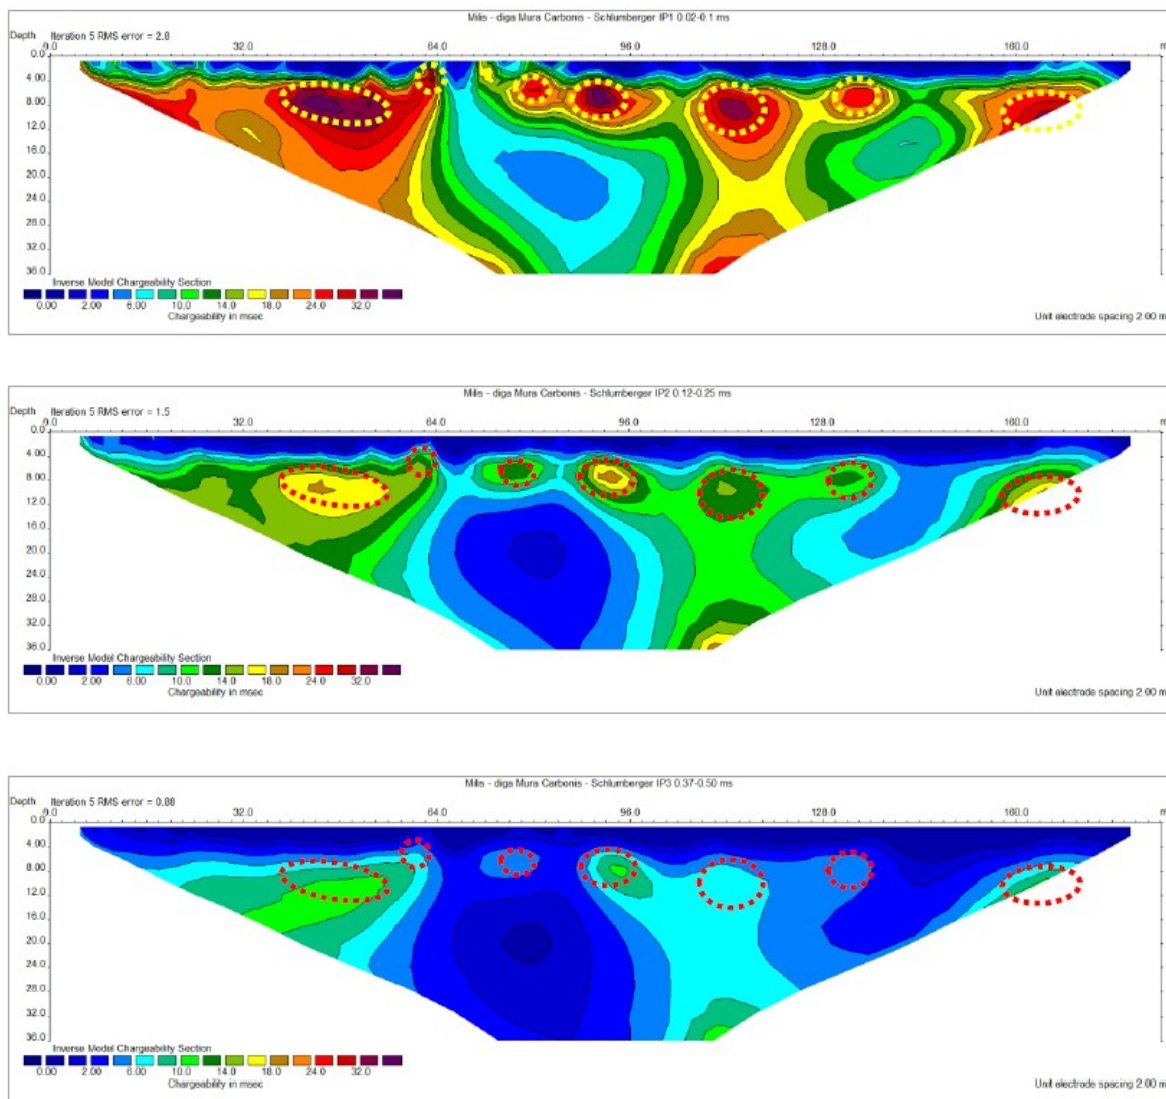 Milis - diga Mura Carbonis - Schlumberger IP1 0.02-0.1 ms
Depth Iteration 5 RMS error = 2.8
0.0 32.0 64.0 96.0 128.0 160.0 m
0.0
4.00
8.00
12.0
16.0
20.0
24.0
28.0
32.0
36.0
Inverse Model Chargeability Section
0.00 2.00 6.00 10.0 14.0 18.0 24.0 32.0
Chargeability in msec
Unit electrode spacing 2.00 m
Milis - diga Mura Carbonis - Schlumberger IP2 0.12-0.25 ms
Depth Iteration 5 RMS error = 1.5
0.0 32.0 64.0 96.0 128.0 160.0 m
0.0
4.00
8.00
12.0
16.0
20.0
24.0
28.0
32.0
36.0
Inverse Model Chargeability Section
0.00 2.00 6.00 10.0 14.0 18.0 24.0 32.0
Chargeability in msec
Unit electrode spacing 2.00 m
Milis - diga Mura Carbonis - Schlumberger IP3 0.37-0.50 ms
Depth Iteration 5 RMS error = 0.88
0.0 32.0 64.0 96.0 128.0 160.0 m
0.0
4.00
8.00
12.0
16.0
20.0
24.0
28.0
32.0
36.0
Inverse Model Chargeability Section
0.00 2.00 6.00 10.0 14.0 18.0 24.0 32.0
Chargeability in msec
Unit electrode spacing 2.00 m